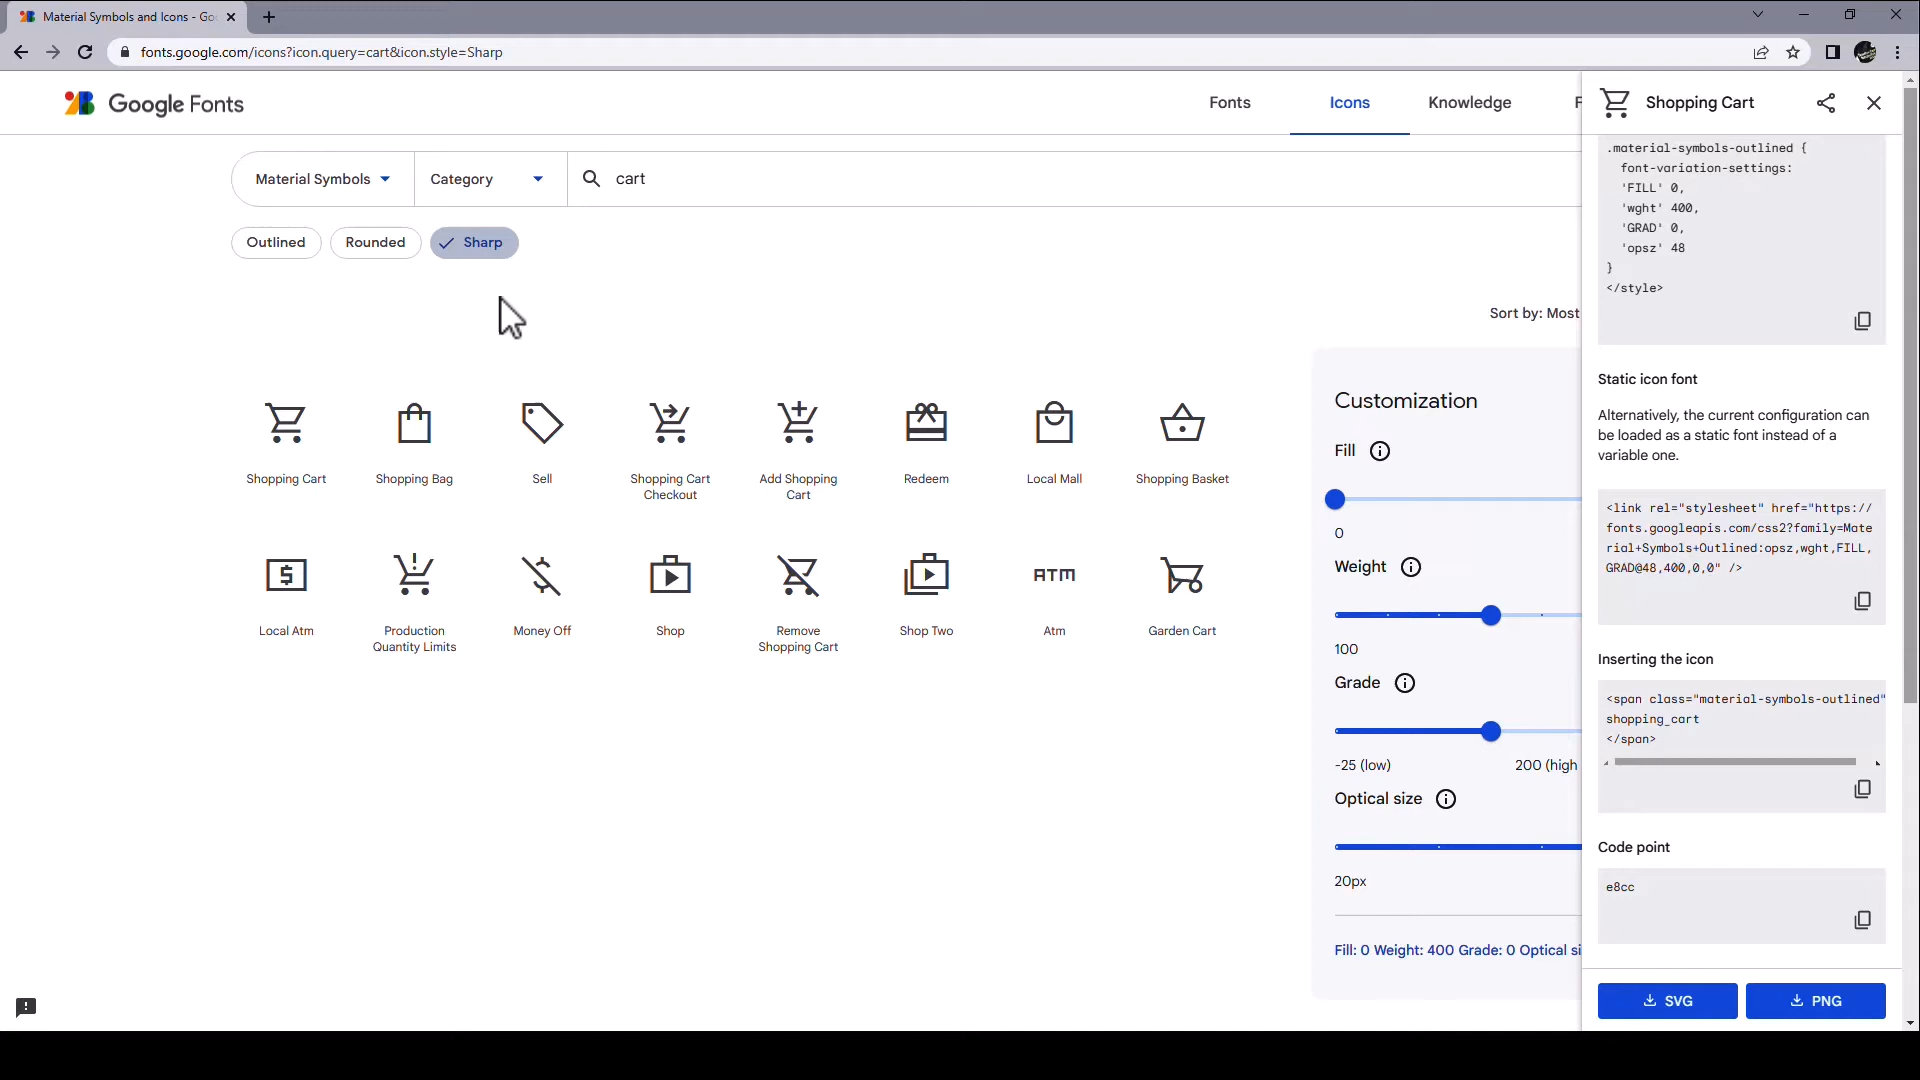 Material Symbols and Icons - Go
fonts.google.com/icons?icon.query=cart&icon.style=Sharp
Google Fonts
Fonts
Icons
Knowledge
F
Material Symbols
Category
cart
Outlined
Rounded
Sharp
Sort by: Most
Shopping Cart
Shopping Bag
Sell
Shopping Cart
Checkout
Add Shopping
Cart
Redeem
Local Mall
Shopping Basket
Local Atm
Production
Quantity Limits
Money Off
Shop
Remove
Shopping Cart
Shop Two
ATM
Atm
Garden Cart
Customization
Fill
0
Weight
100
Grade
-25 (low)
200 (high
Optical size
20px
Fill: 0 Weight: 400 Grade: 0 Optical si
Shopping Cart
.material-symbols-outlined {
font-variation-settings:
'FILL' 0,
'wght' 400,
'GRAD' 0,
'opsz' 48
}
</style>
Static icon font
Alternatively, the current configuration can
be loaded as a static font instead of a
variable one.
<link rel="stylesheet" href="https://
fonts.googleapis.com/css2?family=Mate
rial+Symbols+Outlined:opsz,wght,FILL,
GRAD@48,400,0,0" />
Inserting the icon
<span class="material-symbols-outlined"
shopping_cart
</span>
Code point
e8cc
SVG
PNG